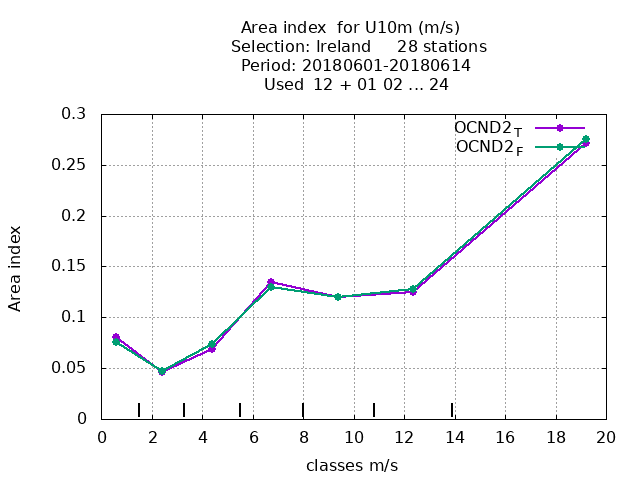 Area index  for U10m (m/s)
Selection: Ireland     28 stations
Period: 20180601-20180614
Used  12 + 01 02 ... 24
OCND2T
OCND2F
0.3
0.25
0.2
0.15
0.1
0.05
0
Area index
0 2 4 6 8 10 12 14 16 18 20
classes m/s